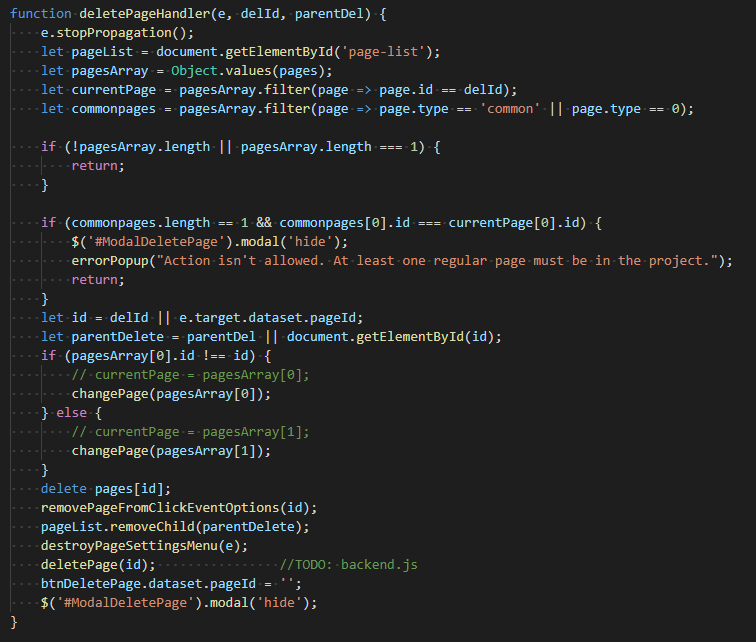 function deletePageHandler(e, delId, parentDel) {
    e.stopPropagation();
    let pageList = document.getElementById('page-list');
    let pagesArray = Object.values(pages);
    let currentPage = pagesArray.filter(page => page.id == delId);
    let commonpages = pagesArray.filter(page => page.type == 'common' || page.type == 0);

    if (!pagesArray.length || pagesArray.length === 1) {
        return;
    }

    if (commonpages.length == 1 && commonpages[0].id === currentPage[0].id) {
        $('#ModalDeletePage').modal('hide');
        errorPopup("Action isn't allowed. At least one regular page must be in the project.");
        return;
    }
    let id = delId || e.target.dataset.pageId;
    let parentDelete = parentDel || document.getElementById(id);
    if (pagesArray[0].id !== id) {
        // currentPage = pagesArray[0];
        changePage(pagesArray[0]);
    } else {
        // currentPage = pagesArray[1];
        changePage(pagesArray[1]);
    }
    delete pages[id];
    removePageFromClickEventOptions(id);
    pageList.removeChild(parentDelete);
    destroyPageSettingsMenu(e);
    deletePage(id);                //TODO: backend.js
    btnDeletePage.dataset.pageId = '';
    $('#ModalDeletePage').modal('hide');
}